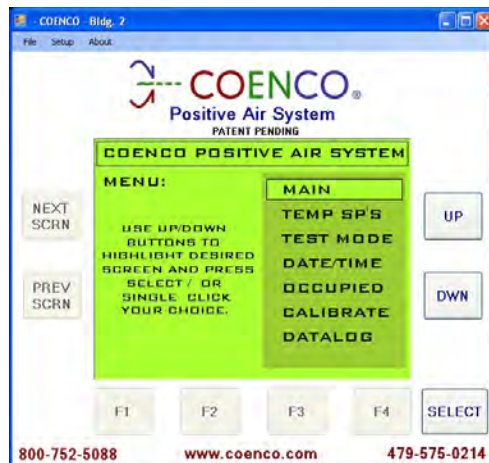 - COENCO - Bldg. 2
File Setup About
COENCO®
Positive Air System
PATENT PENDING
COENCO POSITIVE AIR SYSTEM
MENU:
USE UP/DOWN
BUTTONS TO
HIGHLIGHT DESIRED
SCREEN AND PRESS
SELECT/ OR
SINGLE CLICK
YOUR CHOICE.
MAIN
TEMP SP'S
TEST MODE
DATE/TIME
OCCUPIED
CALIBRATE
DATALOG
NEXT
SCRN
PREV
SCRN
UP
DWN
F1 F2 F3 F4 SELECT
800-752-5088 www.coenco.com 479-575-0214